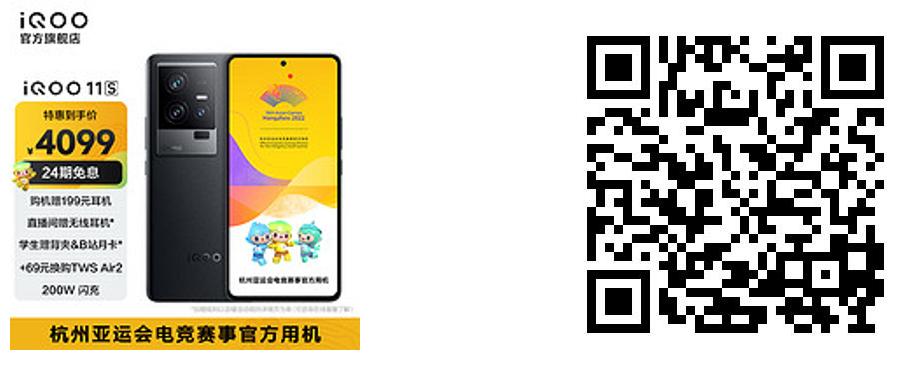 iQOO
官方旗舰店
iQOO 11S
特惠到手价
¥4099
24期免息
购机赠199元耳机
直播间赠无线耳机*
学生赠背夹&B站月卡*
+69元换购TWS Air2
200W 闪充
19th Asian Games
Hangzhou 2022
iQOO
杭州亚运会电竞赛事官方用机
杭州亚运会电竞赛事官方用机